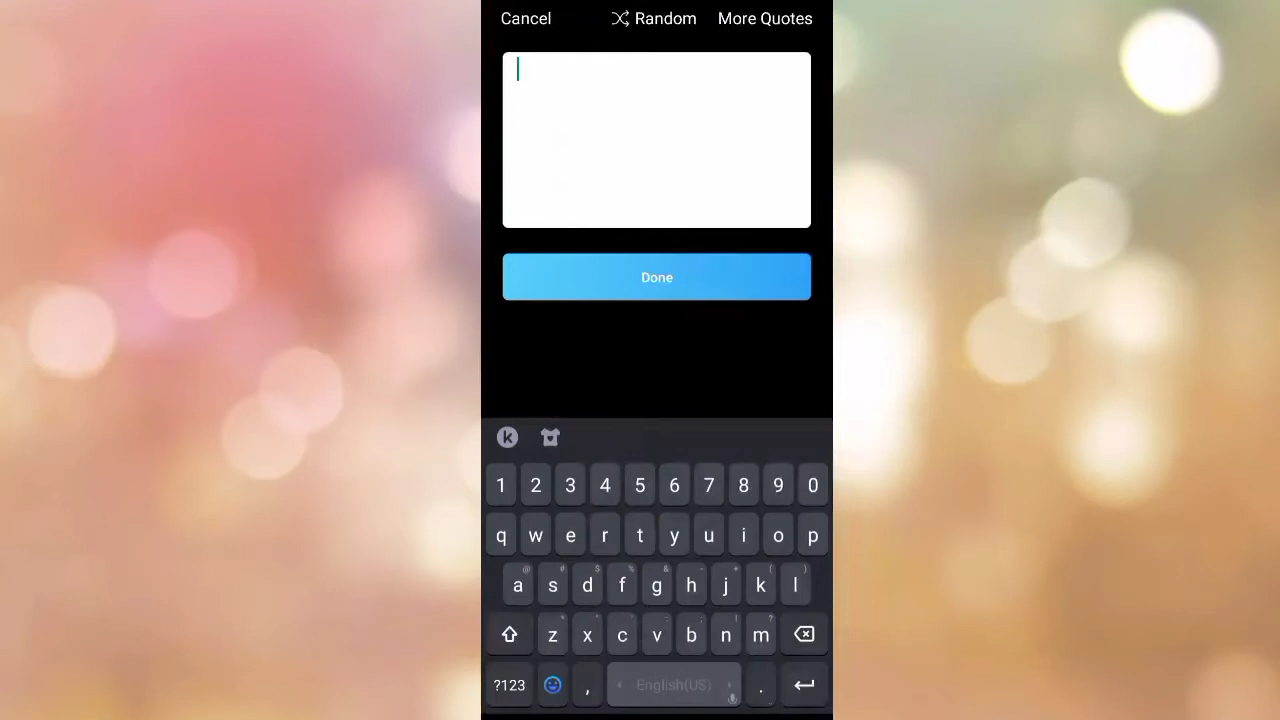 Cancel Random More Quotes
Done
1 2 3 4 5 6 7 8 9 0
q w e r t y u i o p
@ # $ % & - + ( )
a s d f g h j k l
z x c v b n m
?123 , English(US) .